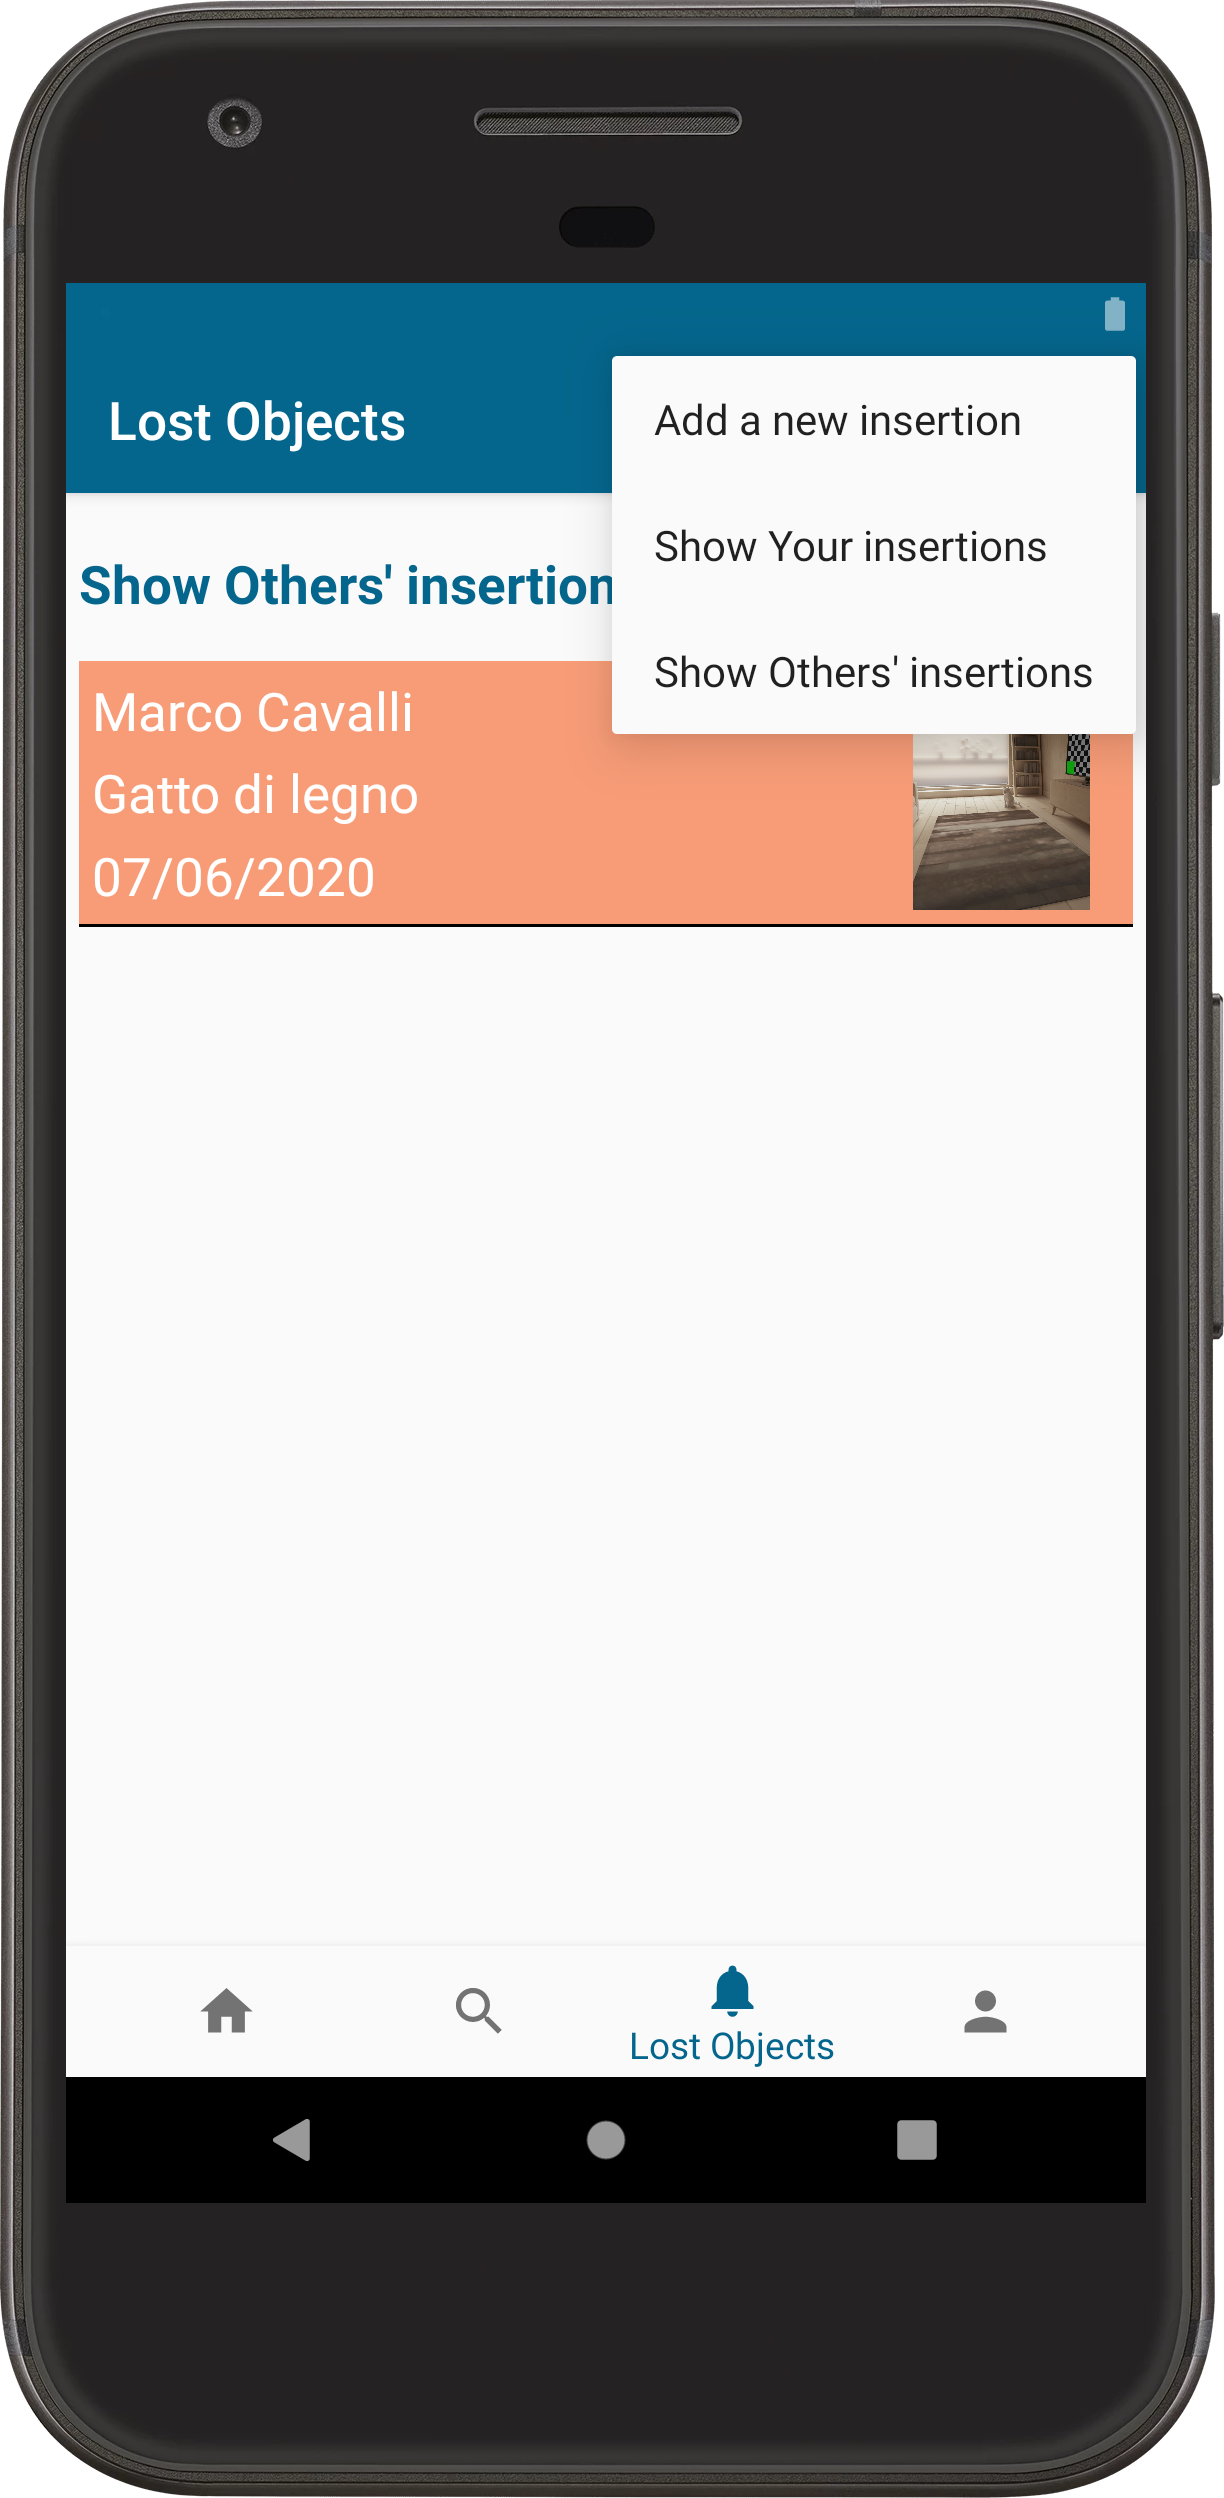 Lost Objects
Add a new insertion
Show Your insertions
Show Others' insertions
Show Others' insertion
Marco Cavalli
Gatto di legno
07/06/2020
Lost Objects